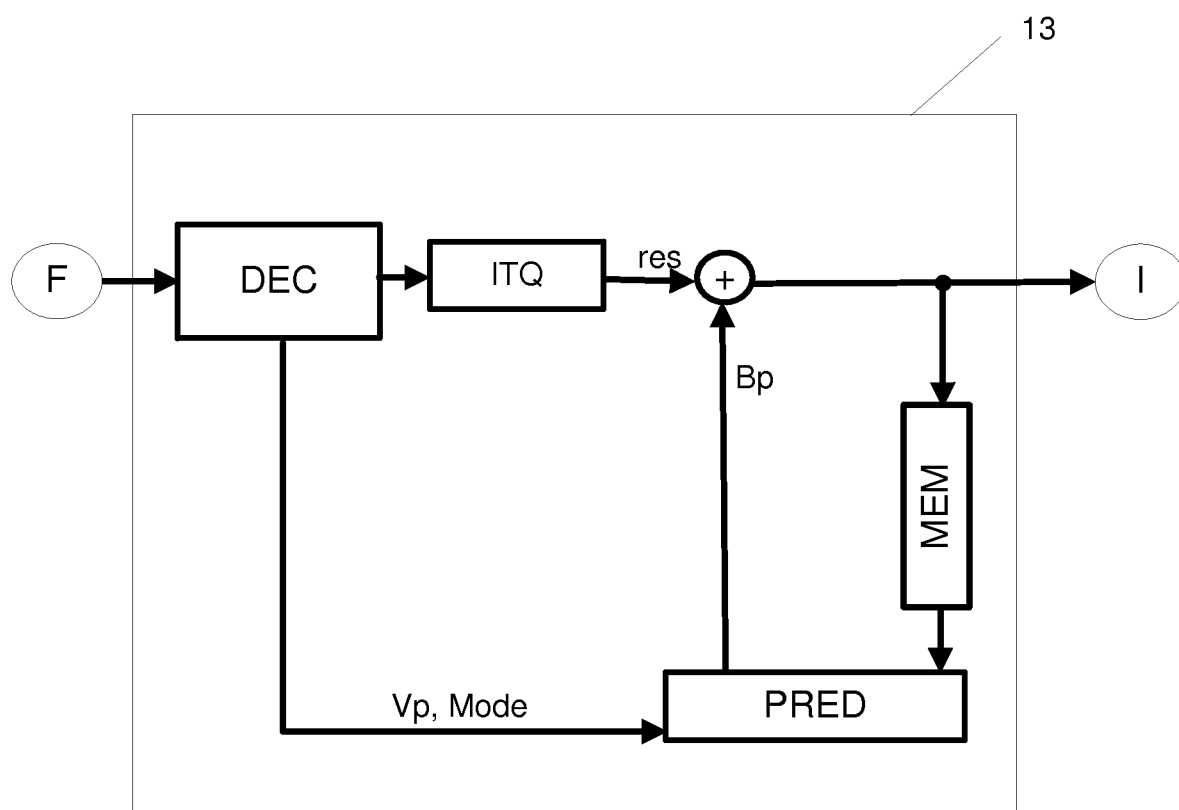 13
F
DEC
ITQ
res
+
I
Bp
MEM
Vp, Mode
PRED